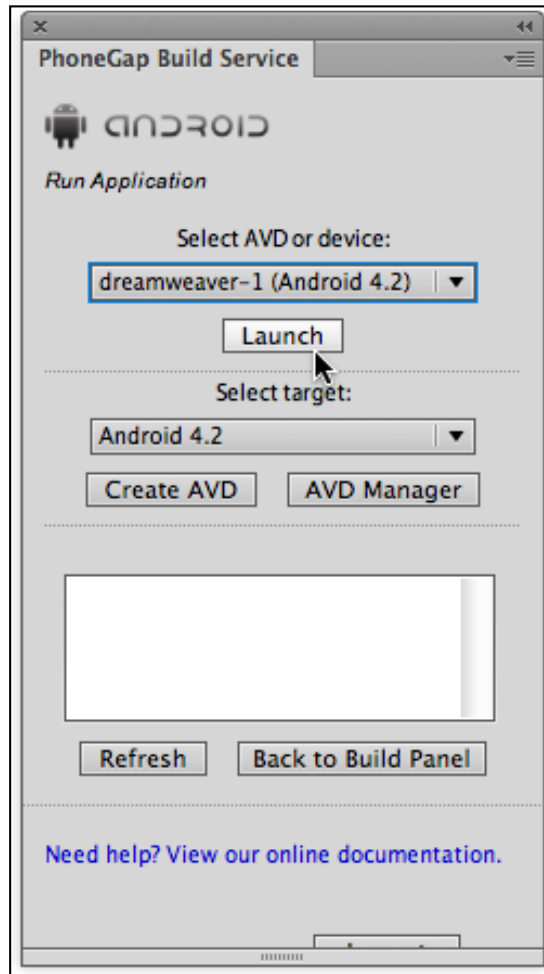 PhoneGap Build Service
ANDROID
Run Application
Select AVD or device:
dreamweaver-1 (Android 4.2)
Launch
Select target:
Android 4.2
Create AVD AVD Manager
Refresh Back to Build Panel
Need help? View our online documentation.